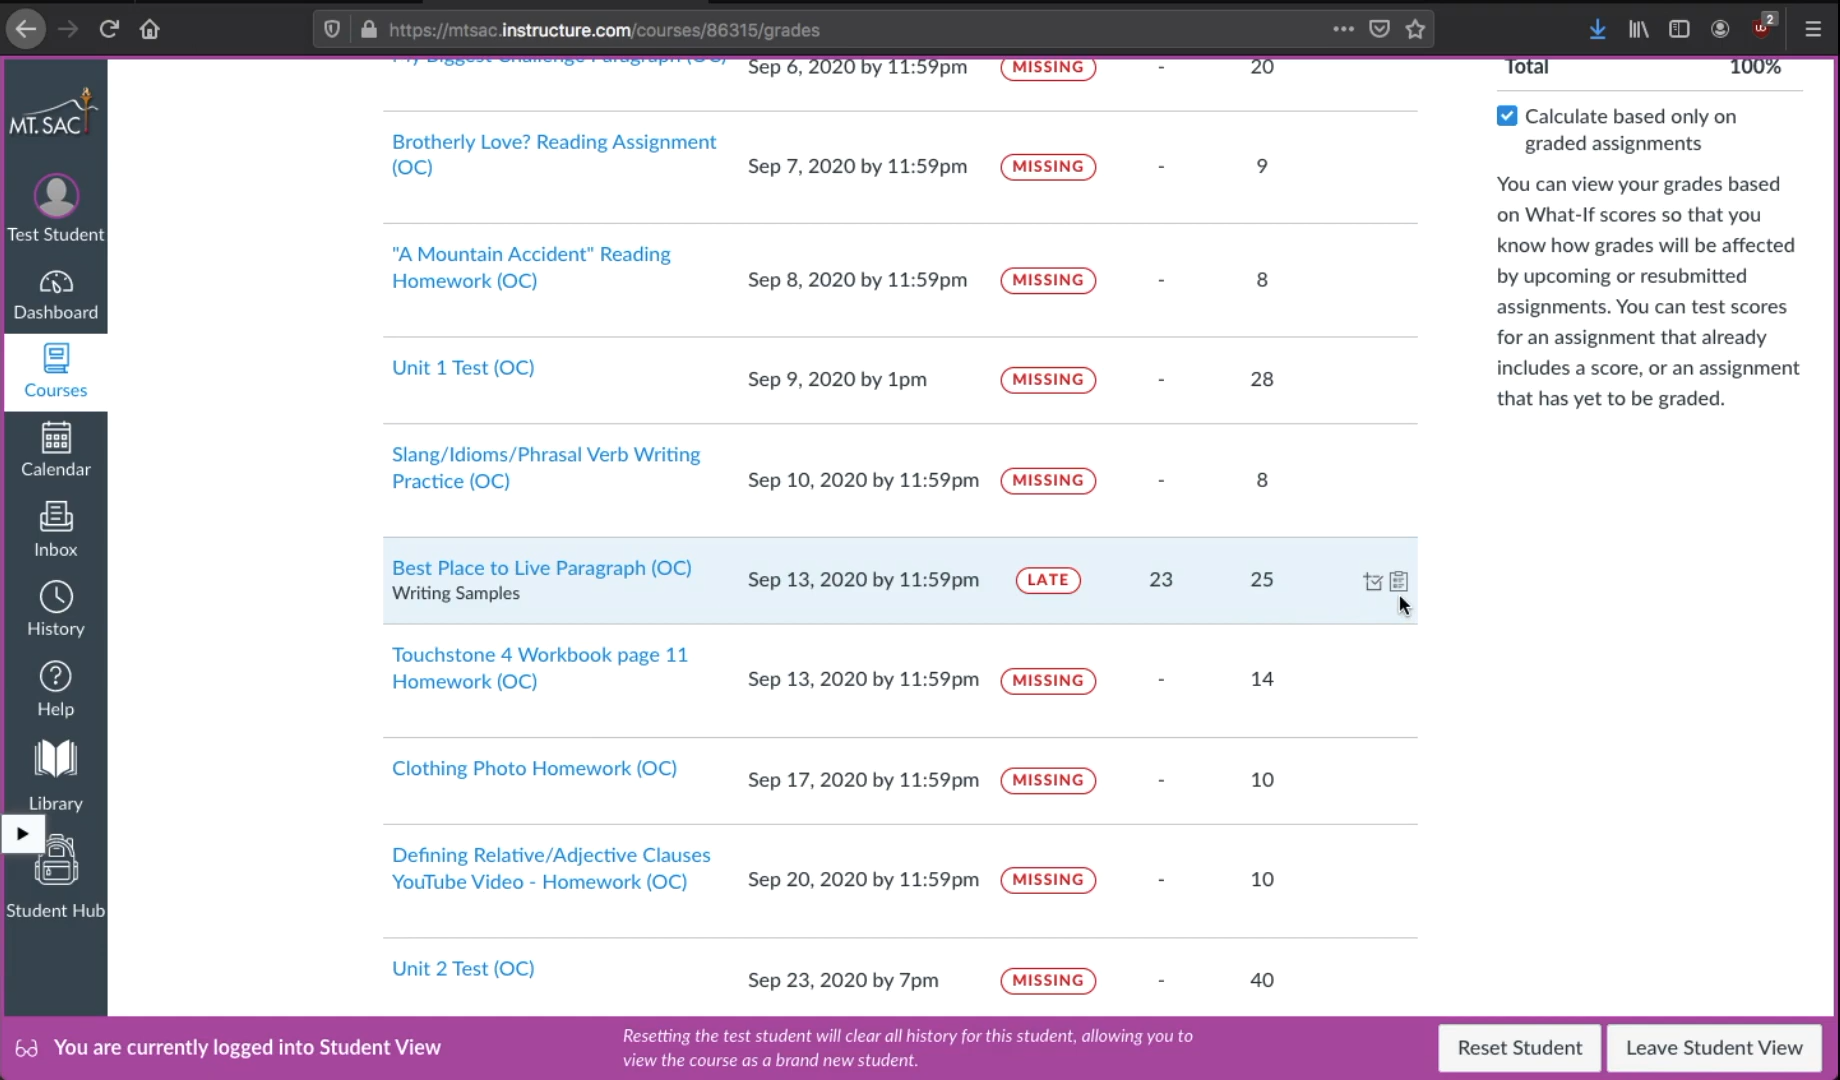 https://mtsac.instructure.com/courses/86315/grades
2
MT. SAC
Test Student
Dashboard
Courses
Calendar
Inbox
History
Help
Library
Student Hub
My Biggest Challenge Paragraph (OC)
Sep 6, 2020 by 11:59pm MISSING - 20
Brotherly Love? Reading Assignment
(OC)
Sep 7, 2020 by 11:59pm MISSING - 9
"A Mountain Accident" Reading
Homework (OC)
Sep 8, 2020 by 11:59pm MISSING - 8
Unit 1 Test (OC)
Sep 9, 2020 by 1pm MISSING - 28
Slang/Idioms/Phrasal Verb Writing
Practice (OC)
Sep 10, 2020 by 11:59pm MISSING - 8
Best Place to Live Paragraph (OC)
Writing Samples
Sep 13, 2020 by 11:59pm LATE 23 25
Touchstone 4 Workbook page 11
Homework (OC)
Sep 13, 2020 by 11:59pm MISSING - 14
Clothing Photo Homework (OC)
Sep 17, 2020 by 11:59pm MISSING - 10
Defining Relative/Adjective Clauses
YouTube Video - Homework (OC)
Sep 20, 2020 by 11:59pm MISSING - 10
Unit 2 Test (OC)
Sep 23, 2020 by 7pm MISSING - 40
Total 100%
Calculate based only on
graded assignments
You can view your grades based
on What-If scores so that you
know how grades will be affected
by upcoming or resubmitted
assignments. You can test scores
for an assignment that already
includes a score, or an assignment
that has yet to be graded.
You are currently logged into Student View
Resetting the test student will clear all history for this student, allowing you to
view the course as a brand new student.
Reset Student
Leave Student View